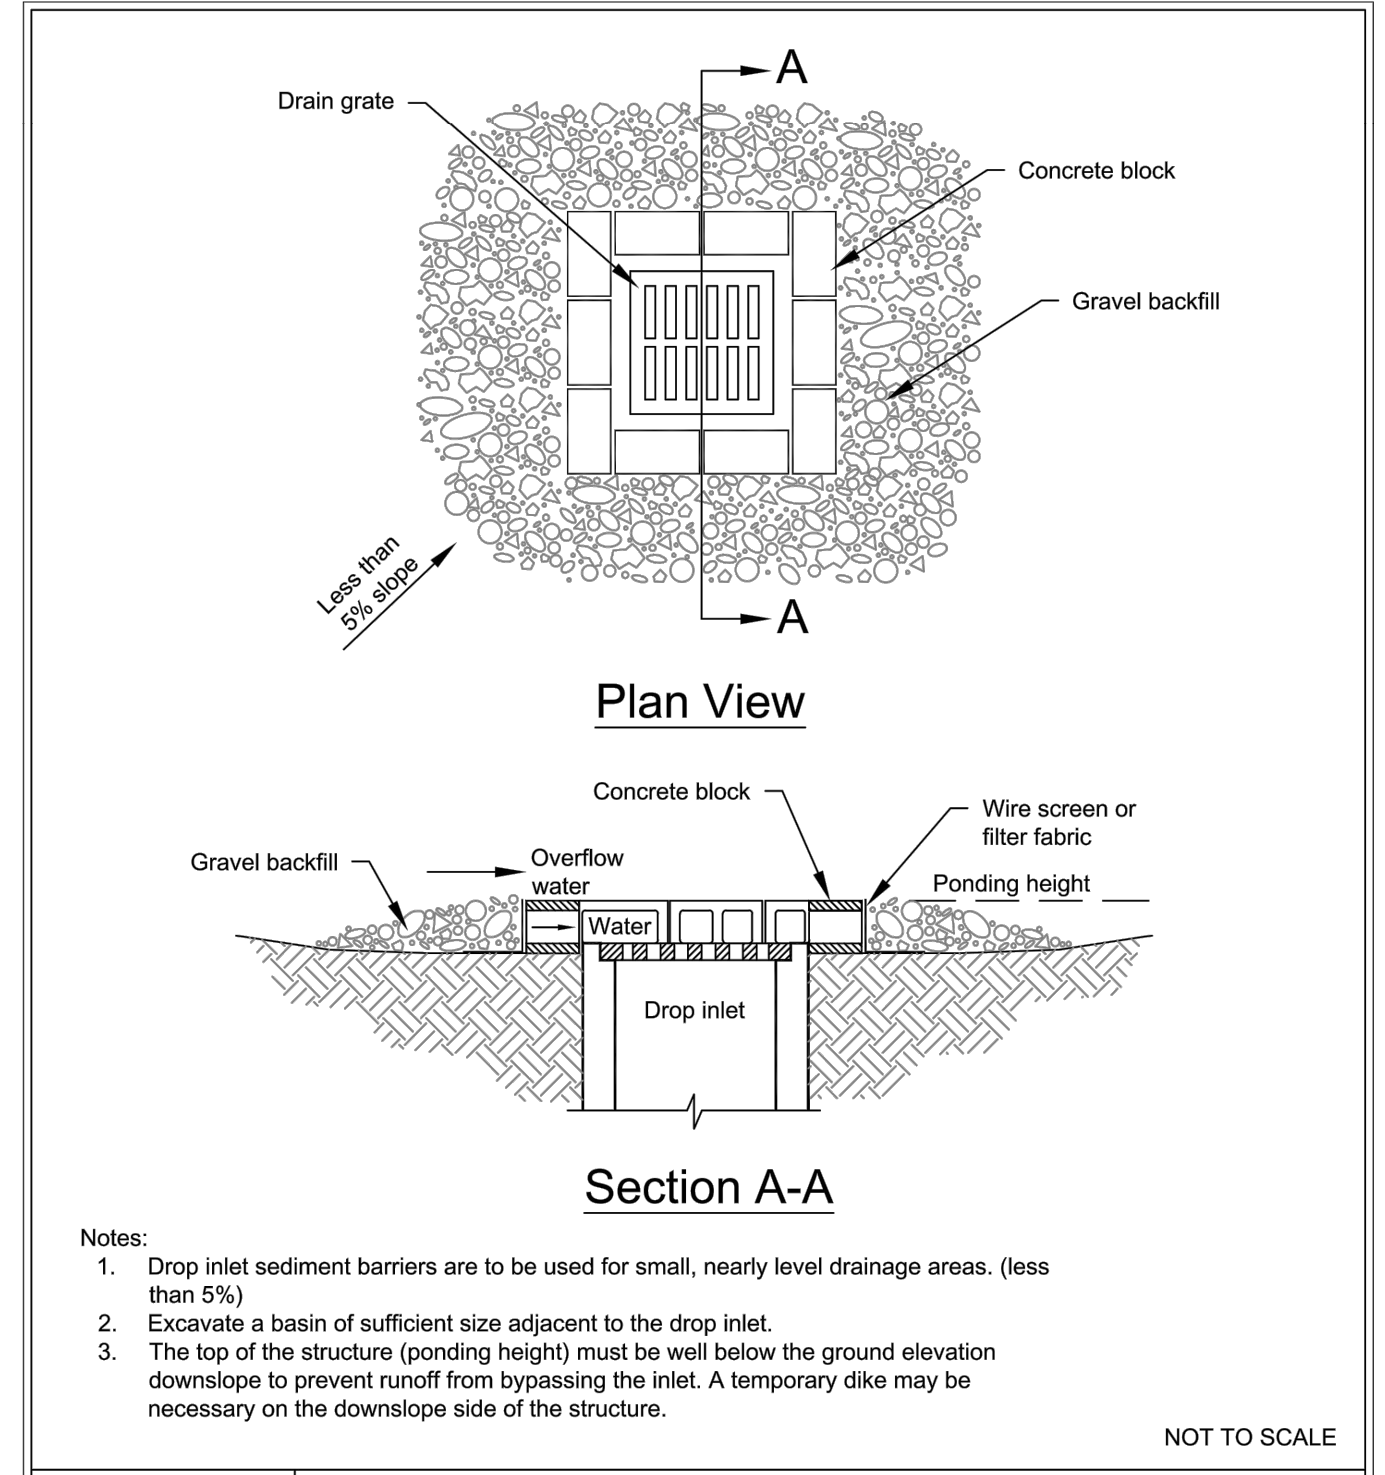 A
Drain grate
Concrete block
Gravel backfill
Less than
5% slope
A
Plan View
Concrete block
Wire screen or
filter fabric
Gravel backfill
Overflow
water
Ponding height
Water
Drop inlet
Section A-A
Notes:
1. Drop inlet sediment barriers are to be used for small, nearly level drainage areas. (less
than 5%)
2. Excavate a basin of sufficient size adjacent to the drop inlet.
3. The top of the structure (ponding height) must be well below the ground elevation
downslope to prevent runoff from bypassing the inlet. A temporary dike may be
necessary on the downslope side of the structure.
NOT TO SCALE